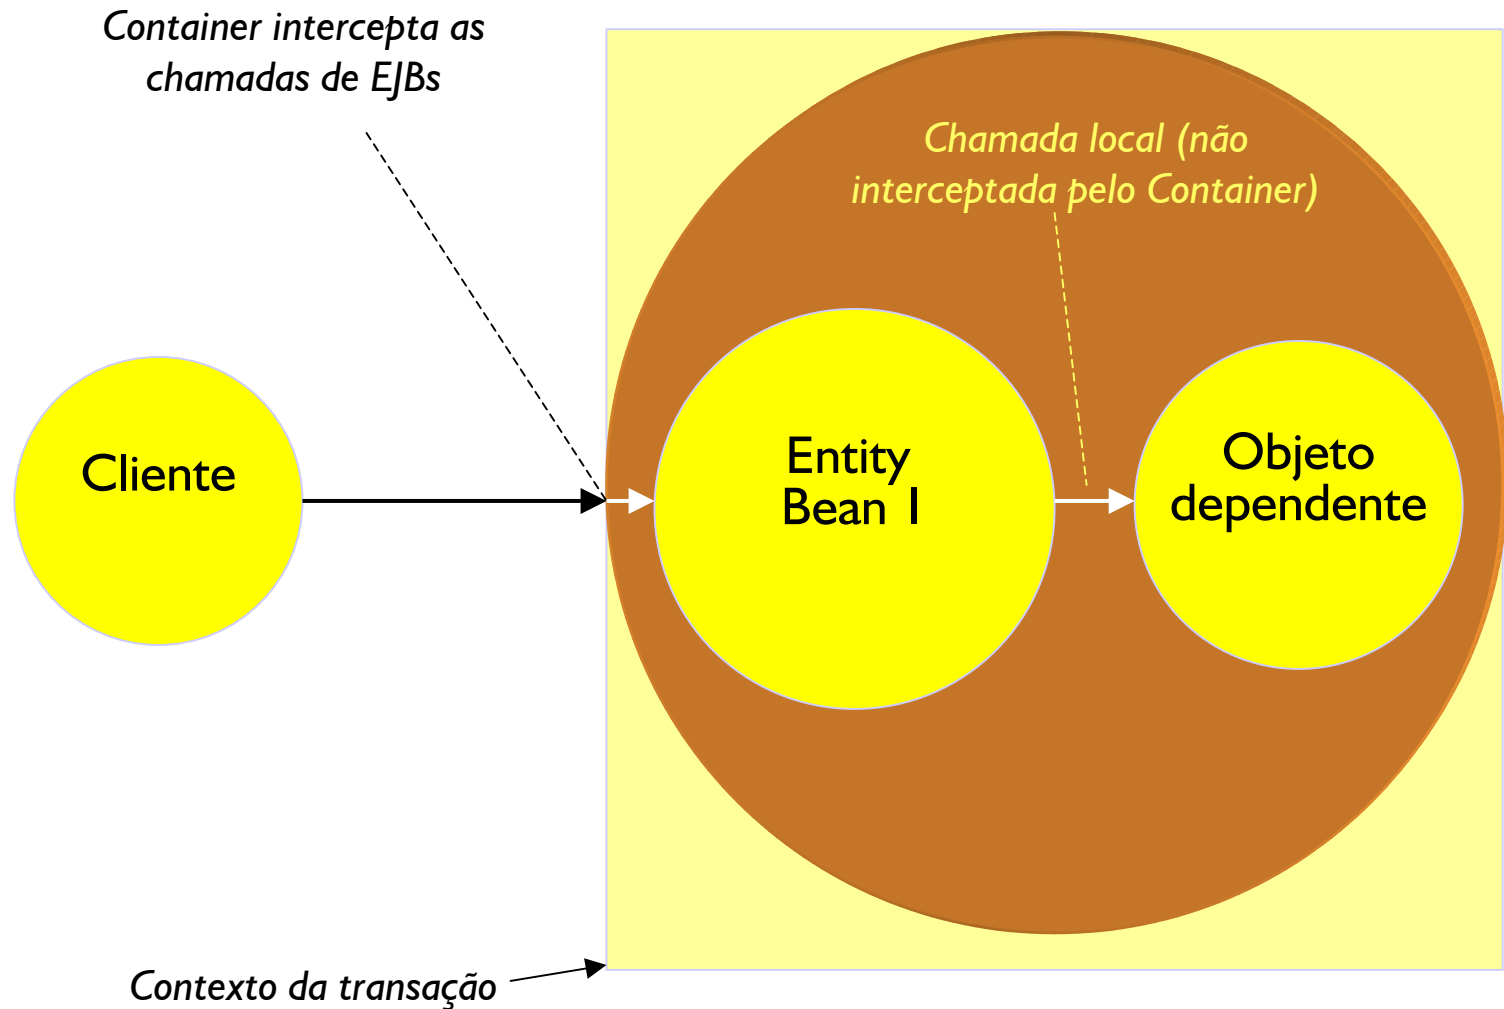 Container intercepta as
chamadas de EJBs
Chamada local (não
interceptada pelo Container)
Cliente
Entity
Bean 1
Objeto
dependente
Contexto da transação